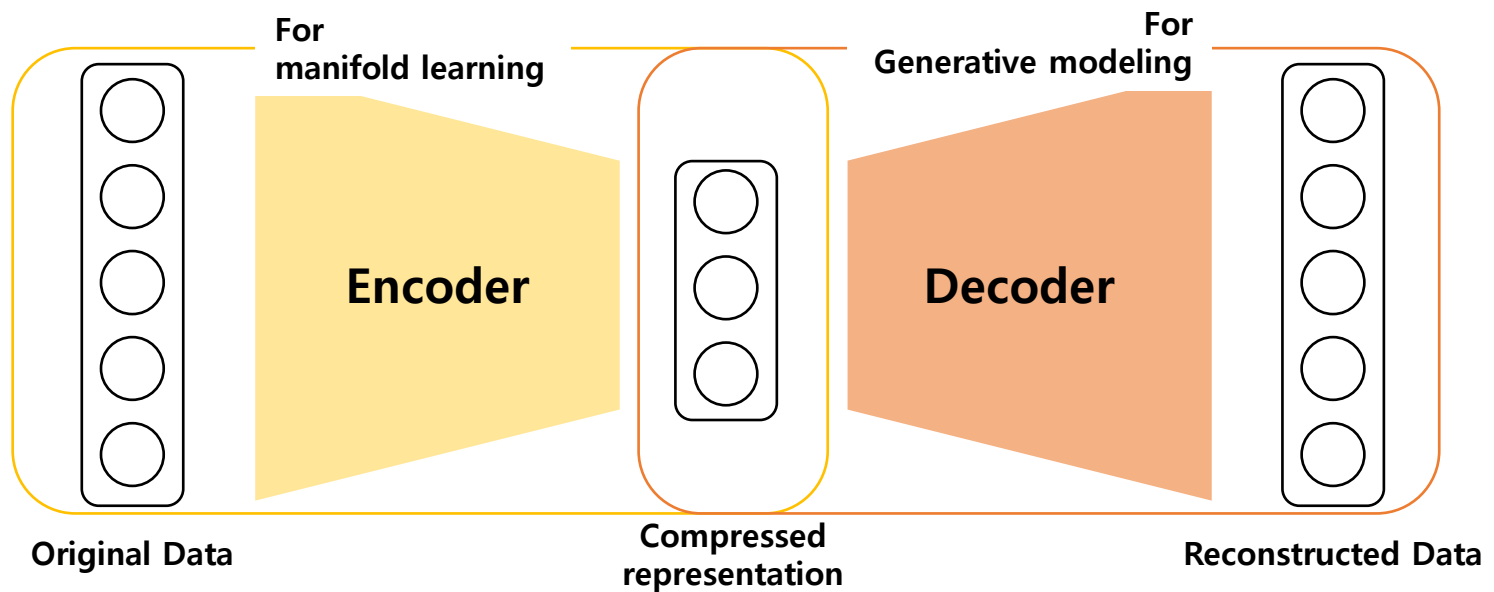 For
manifold learning
For
Generative modeling
Encoder
Decoder
Original Data
Compressed
representation
Reconstructed Data